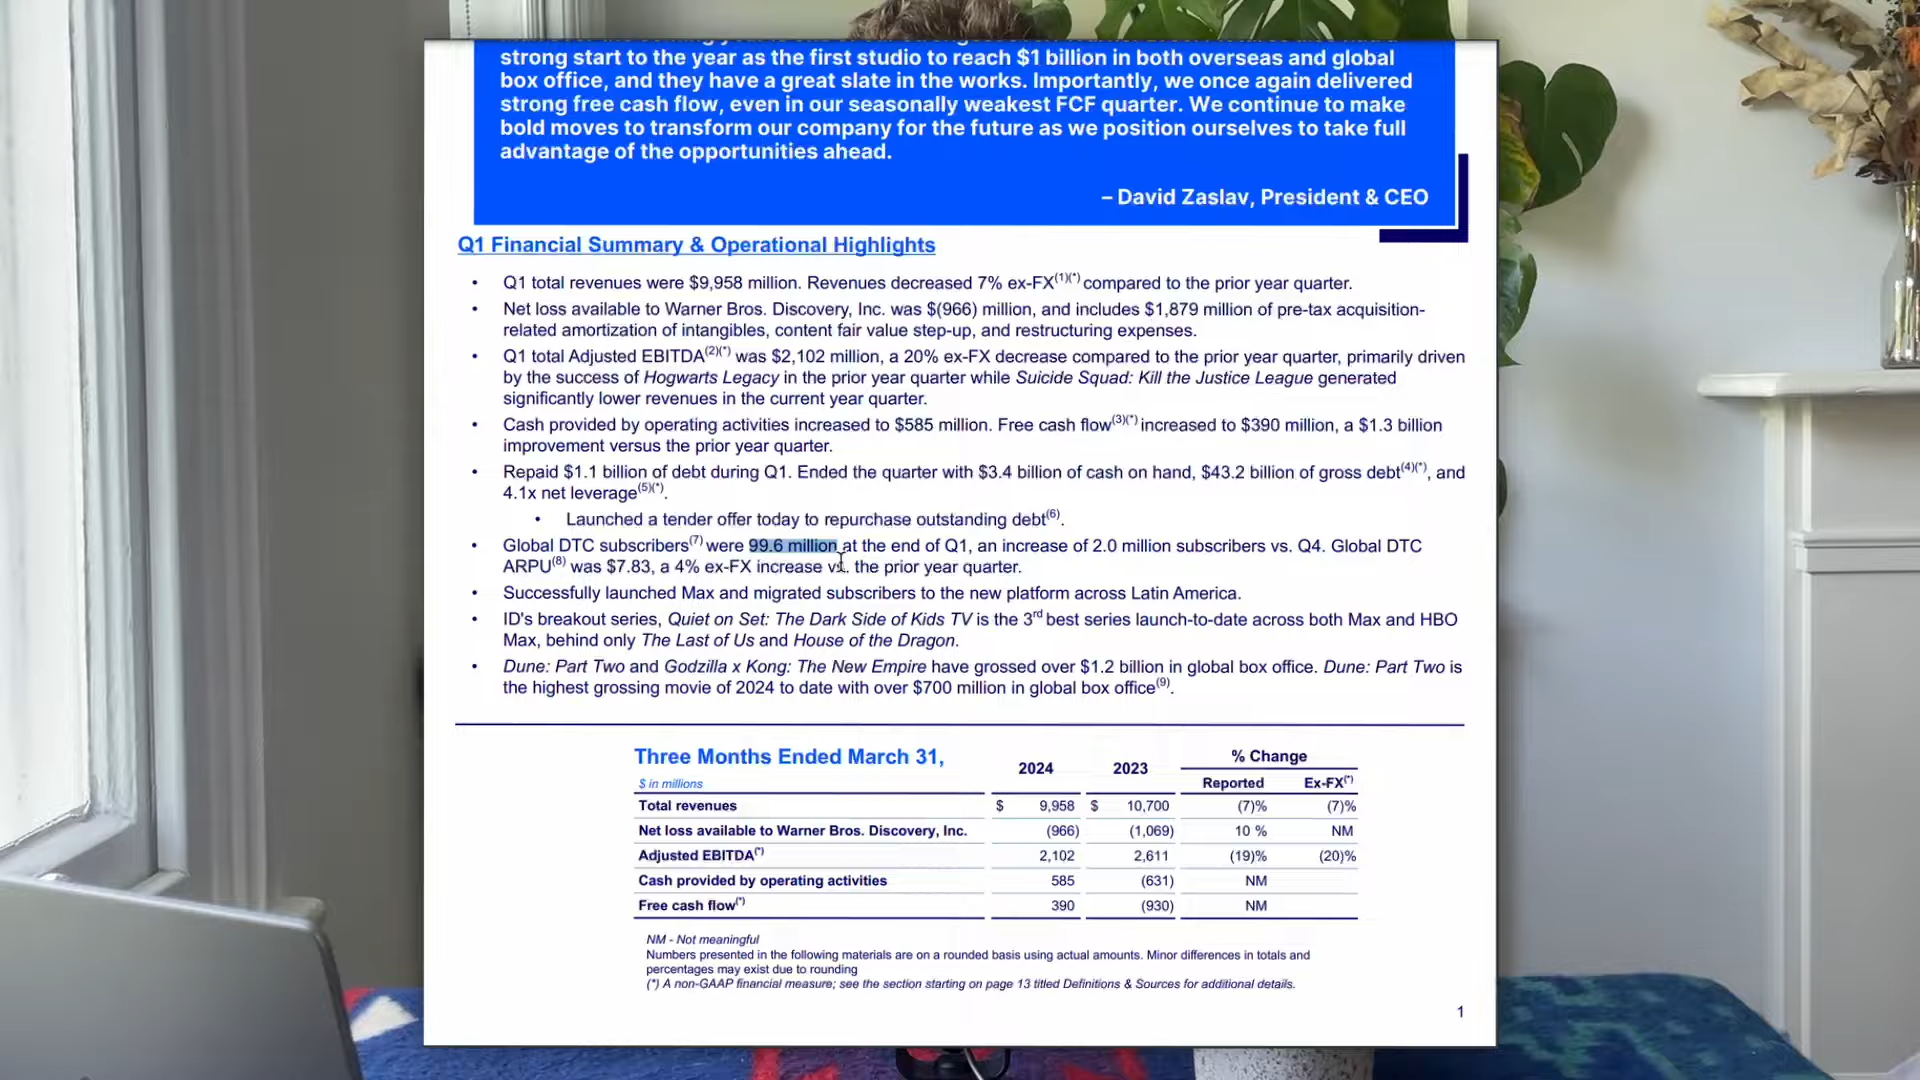 strong start to the year as the first studio to reach $1 billion in both overseas and global
box office, and they have a great slate in the works. Importantly, we once again delivered
strong free cash flow, even in our seasonally weakest FCF quarter. We continue to make
bold moves to transform our company for the future as we position ourselves to take full
advantage of the opportunities ahead.
– David Zaslav, President & CEO
Q1 Financial Summary & Operational Highlights
• Q1 total revenues were $9,958 million. Revenues decreased 7% ex-FX(1)(*) compared to the prior year quarter.
• Net loss available to Warner Bros. Discovery, Inc. was $(966) million, and includes $1,879 million of pre-tax acquisition-
related amortization of intangibles, content fair value step-up, and restructuring expenses.
• Q1 total Adjusted EBITDA(2)(*) was $2,102 million, a 20% ex-FX decrease compared to the prior year quarter, primarily driven
by the success of Hogwarts Legacy in the prior year quarter while Suicide Squad: Kill the Justice League generated
significantly lower revenues in the current year quarter.
• Cash provided by operating activities increased to $585 million. Free cash flow(3)(*) increased to $390 million, a $1.3 billion
improvement versus the prior year quarter.
• Repaid $1.1 billion of debt during Q1. Ended the quarter with $3.4 billion of cash on hand, $43.2 billion of gross debt(4)(*), and
4.1x net leverage(5)(*).
• Launched a tender offer today to repurchase outstanding debt(6).
• Global DTC subscribers(7) were 99.6 million at the end of Q1, an increase of 2.0 million subscribers vs. Q4. Global DTC
ARPU(8) was $7.83, a 4% ex-FX increase vs. the prior year quarter.
• Successfully launched Max and migrated subscribers to the new platform across Latin America.
• ID's breakout series, Quiet on Set: The Dark Side of Kids TV is the 3rd best series launch-to-date across both Max and HBO
Max, behind only The Last of Us and House of the Dragon.
• Dune: Part Two and Godzilla x Kong: The New Empire have grossed over $1.2 billion in global box office. Dune: Part Two is
the highest grossing movie of 2024 to date with over $700 million in global box office(9).
Three Months Ended March 31, 2024 2023 % Change
$ in millions Reported Ex-FX(*)
Total revenues $ 9,958 $ 10,700 (7)% (7)%
Net loss available to Warner Bros. Discovery, Inc. (966) (1,069) 10 % NM
Adjusted EBITDA(*) 2,102 2,611 (19)% (20)%
Cash provided by operating activities 585 (631) NM
Free cash flow(*) 390 (930) NM
NM - Not meaningful
Numbers presented in the following materials are on a rounded basis using actual amounts. Minor differences in totals and
percentages may exist due to rounding
(*) A non-GAAP financial measure; see the section starting on page 13 titled Definitions & Sources for additional details.
1